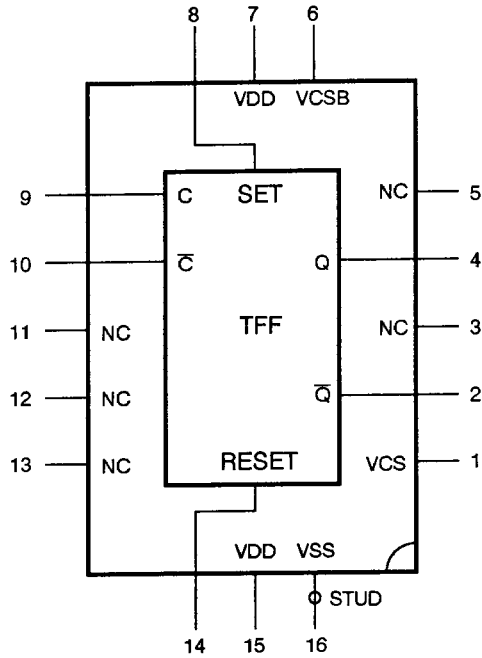 8 7 6
VDD VCSB
9 C SET NC 5
10 C̅ Q 4
11 NC TFF NC 3
12 NC Q̅ 2
13 NC RESET VCS 1
VDD VSS
STUD
14 15 16